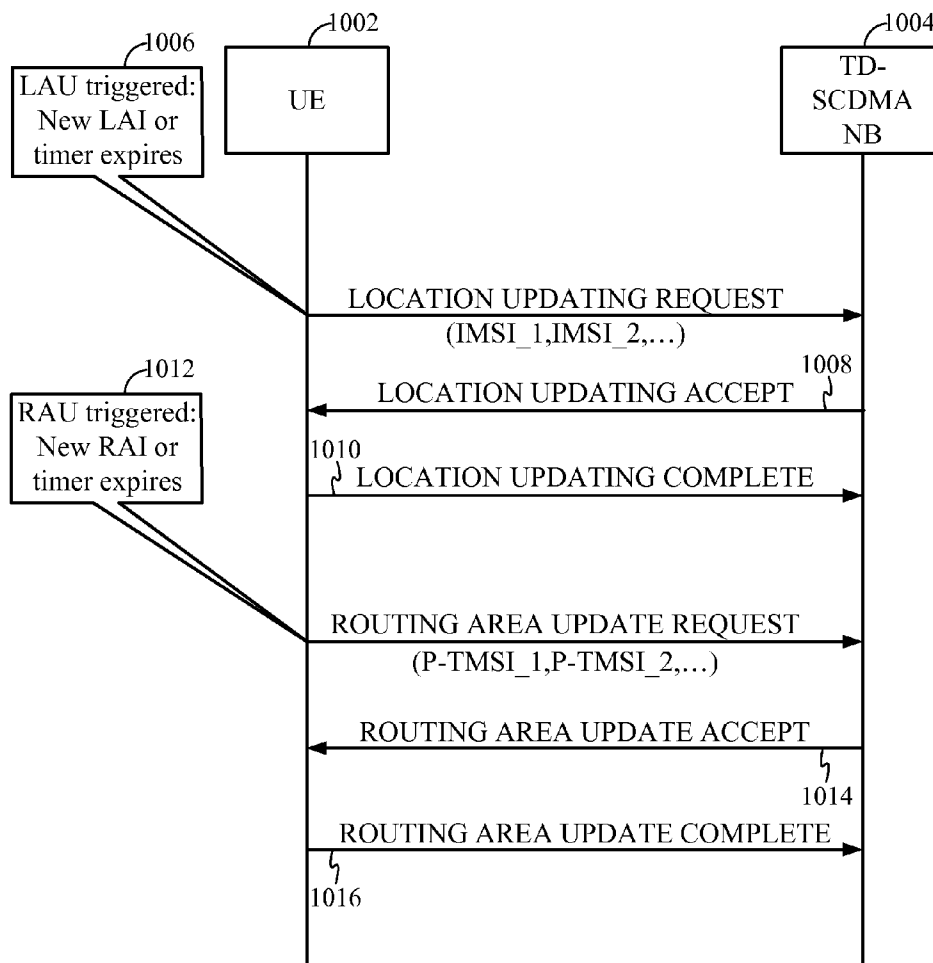 1002
1004
1006
UE
TD-
SCDMA
NB
LAU triggered:
New LAI or
timer expires
LOCATION UPDATING REQUEST
(IMSI_1,IMSI_2,...)
1008
LOCATION UPDATING ACCEPT
1012
RAU triggered:
New RAI or
timer expires
1010
LOCATION UPDATING COMPLETE
ROUTING AREA UPDATE REQUEST
(P-TMSI_1,P-TMSI_2,...)
ROUTING AREA UPDATE ACCEPT
1014
ROUTING AREA UPDATE COMPLETE
1016